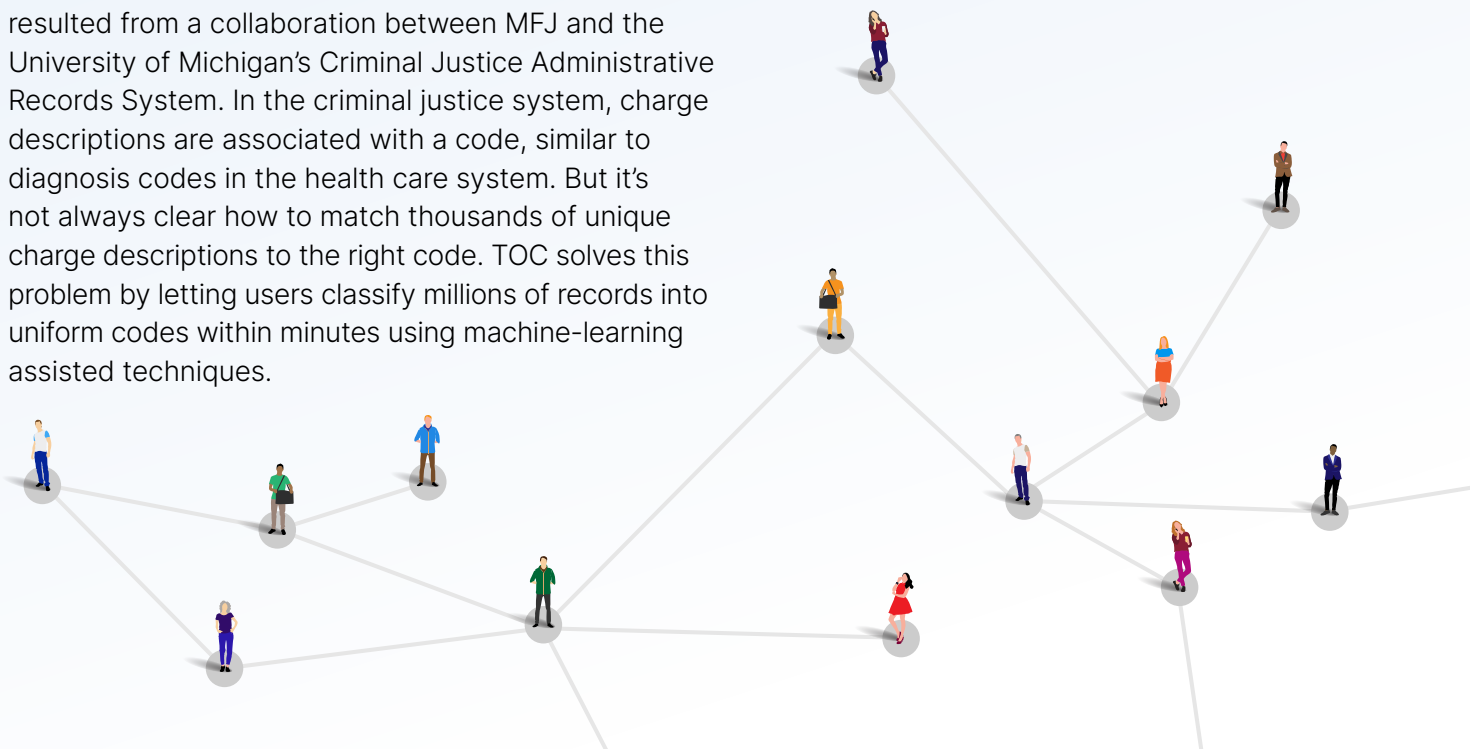 resulted from a collaboration between MFJ and the
University of Michigan’s Criminal Justice Administrative
Records System. In the criminal justice system, charge
descriptions are associated with a code, similar to
diagnosis codes in the health care system. But it’s
not always clear how to match thousands of unique
charge descriptions to the right code. TOC solves this
problem by letting users classify millions of records into
uniform codes within minutes using machine-learning
assisted techniques.